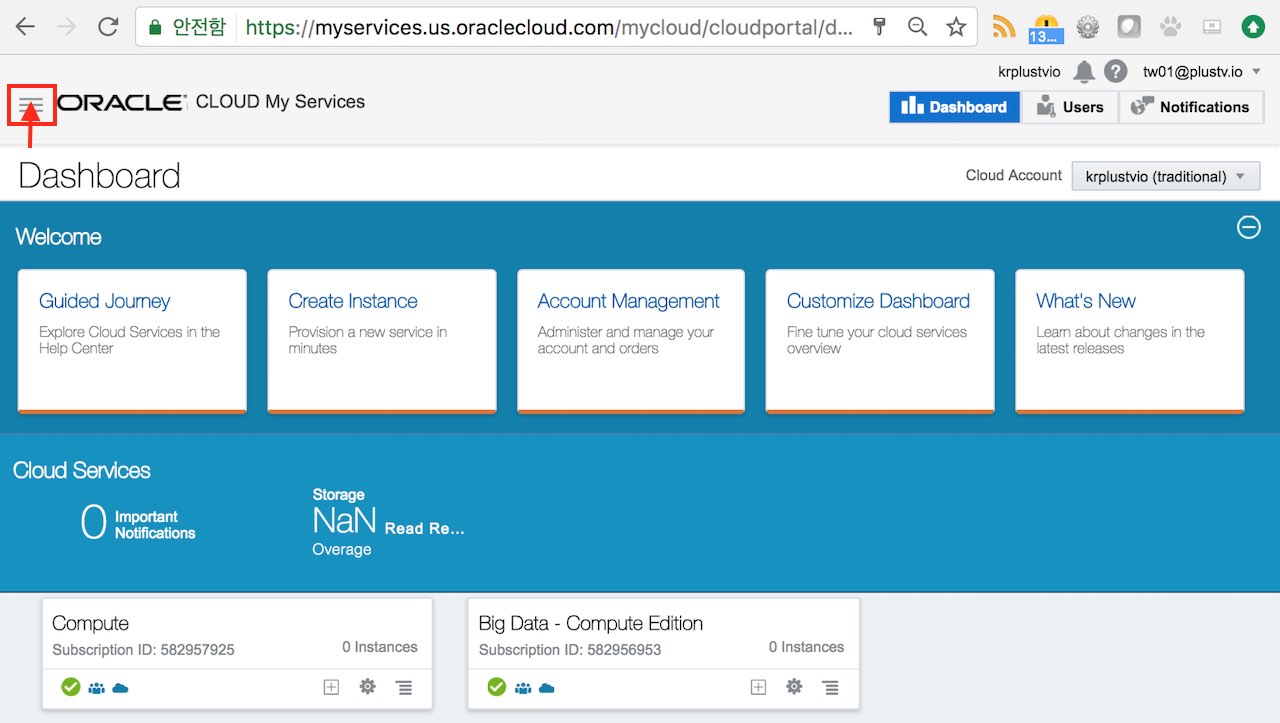 안전함 https://myservices.us.oraclecloud.com/mycloud/cloudportal/d...
13...
krplustvio ? tw01@plustv.io
ORACLE CLOUD My Services
Dashboard Users Notifications
Dashboard
Cloud Account krplustvio (traditional)
Welcome
Guided Journey
Explore Cloud Services in the
Help Center
Create Instance
Provision a new service in
minutes
Account Management
Administer and manage your
account and orders
Customize Dashboard
Fine tune your cloud services
overview
What's New
Learn about changes in the
latest releases
Cloud Services
0 Important
Notifications
Storage
NaN Read Re...
Overage
Compute
Subscription ID: 582957925
0 Instances
Big Data - Compute Edition
Subscription ID: 582956953
0 Instances